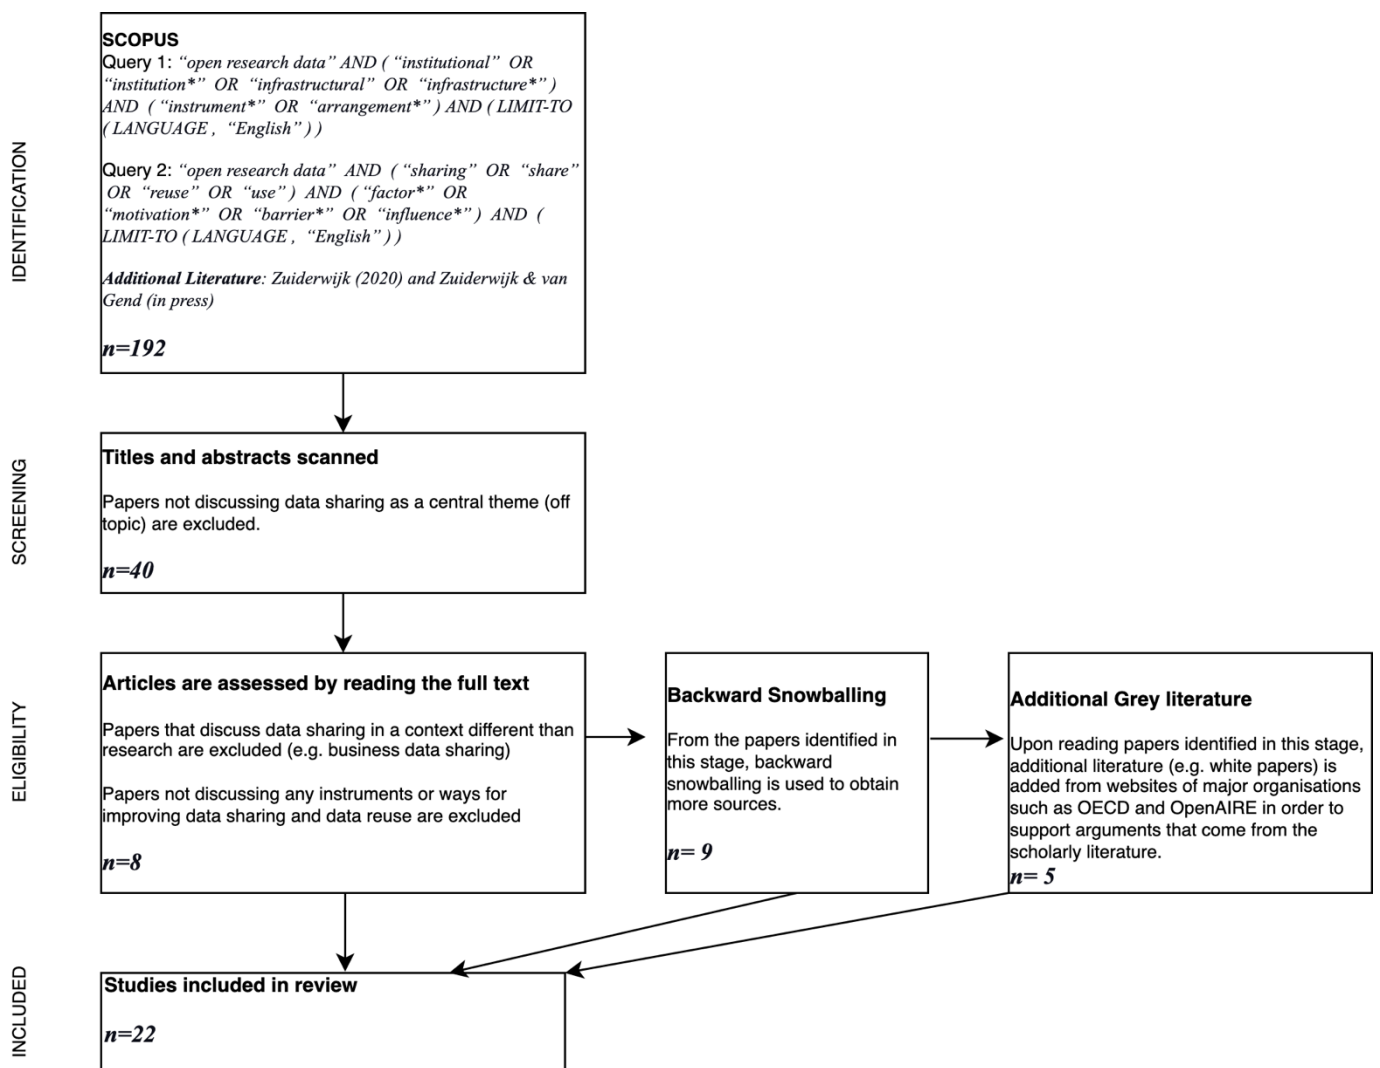 IDENTIFICATION
SCOPUS
Query 1: “open research data” AND ( “institutional” OR
“institution*” OR “infrastructural” OR “infrastructure*” )
AND ( “instrument*” OR “arrangement*” ) AND ( LIMIT-TO
( LANGUAGE , “English” ) )
Query 2: “open research data” AND ( “sharing” OR “share”
OR “reuse” OR “use” ) AND ( “factor*” OR
“motivation*” OR “barrier*” OR “influence*” ) AND (
LIMIT-TO ( LANGUAGE , “English” ) )
Additional Literature: Zuiderwijk (2020) and Zuiderwijk & van
Gend (in press)
n=192
SCREENING
Titles and abstracts scanned
Papers not discussing data sharing as a central theme (off
topic) are excluded.
n=40
ELIGIBILITY
Articles are assessed by reading the full text
Papers that discuss data sharing in a context different than
research are excluded (e.g. business data sharing)
Papers not discussing any instruments or ways for
improving data sharing and data reuse are excluded
n=8
Backward Snowballing
From the papers identified in
this stage, backward
snowballing is used to obtain
more sources.
n= 9
Additional Grey literature
Upon reading papers identified in this stage,
additional literature (e.g. white papers) is
added from websites of major organisations
such as OECD and OpenAIRE in order to
support arguments that come from the
scholarly literature.
n= 5
INCLUDED
Studies included in review
n=22